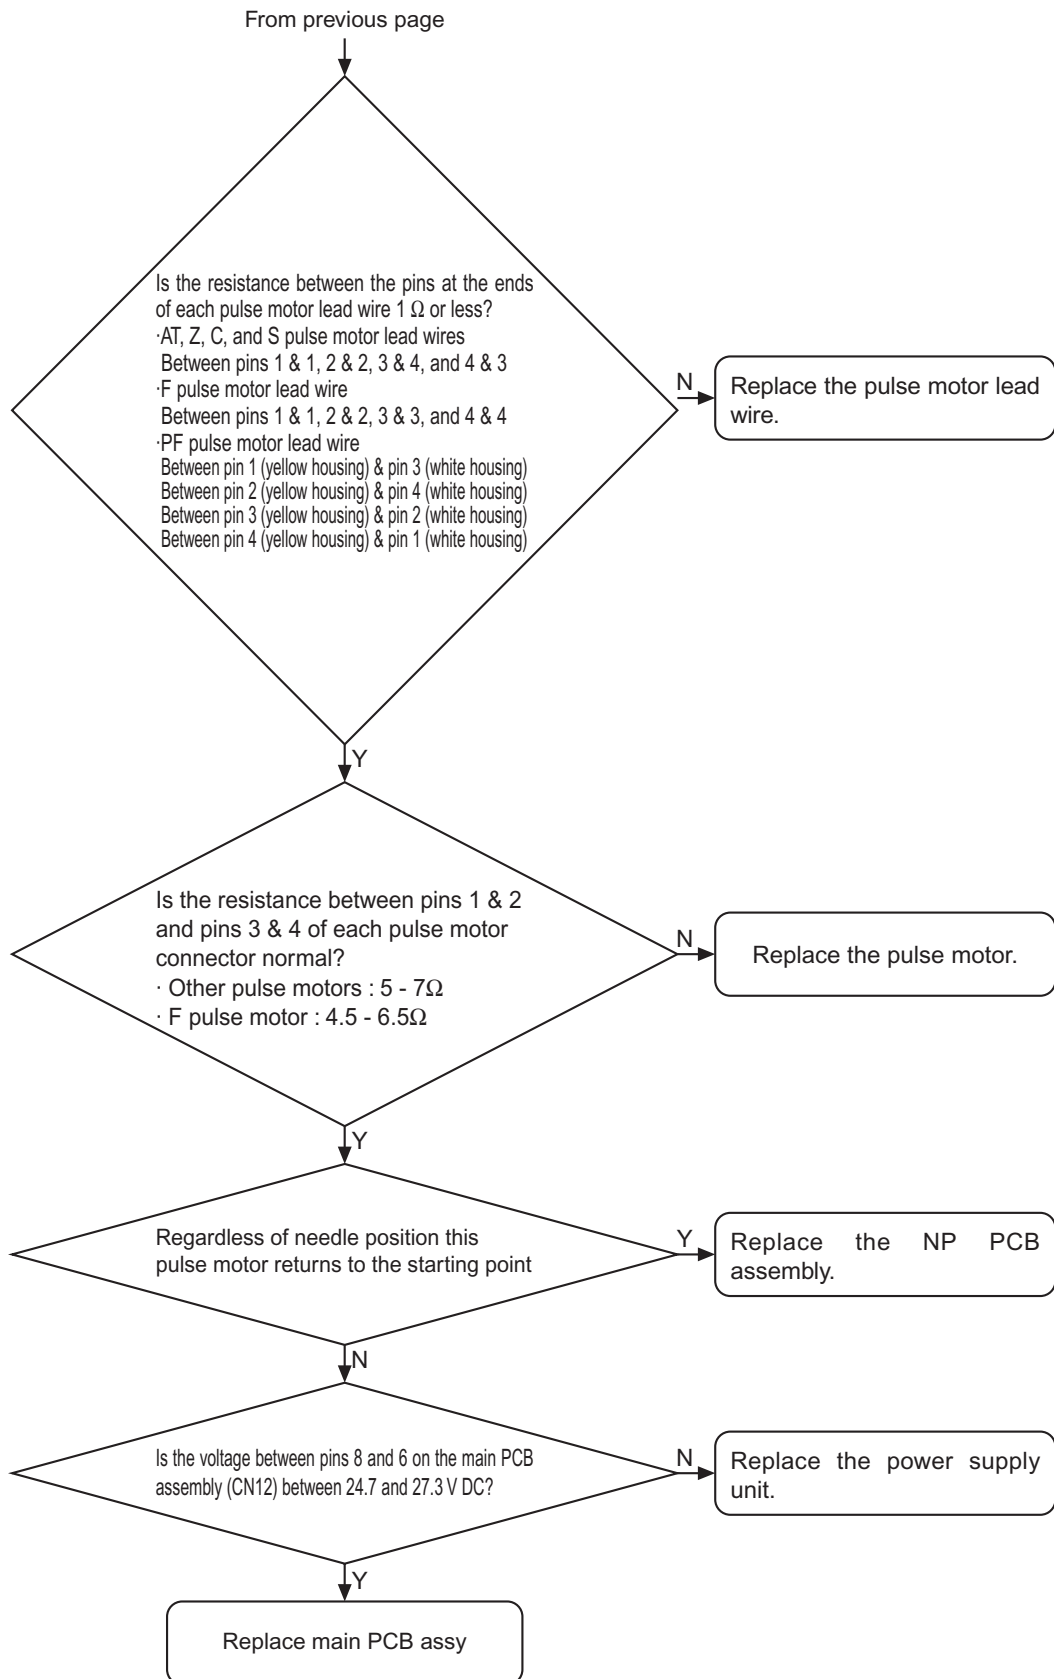 From previous page
Is the resistance between the pins at the ends
of each pulse motor lead wire 1 Ω or less?
·AT, Z, C, and S pulse motor lead wires
Between pins 1 & 1, 2 & 2, 3 & 4, and 4 & 3
·F pulse motor lead wire
Between pins 1 & 1, 2 & 2, 3 & 3, and 4 & 4
·PF pulse motor lead wire
Between pin 1 (yellow housing) & pin 3 (white housing)
Between pin 2 (yellow housing) & pin 4 (white housing)
Between pin 3 (yellow housing) & pin 2 (white housing)
Between pin 4 (yellow housing) & pin 1 (white housing)
N
Replace the pulse motor lead
wire.
Y
Is the resistance between pins 1 & 2
and pins 3 & 4 of each pulse motor
connector normal?
· Other pulse motors : 5 - 7Ω
· F pulse motor : 4.5 - 6.5Ω
N
Replace the pulse motor.
Y
Regardless of needle position this
pulse motor returns to the starting point
Y
Replace the NP PCB
assembly.
N
Is the voltage between pins 8 and 6 on the main PCB
assembly (CN12) between 24.7 and 27.3 V DC?
N
Replace the power supply
unit.
Y
Replace main PCB assy